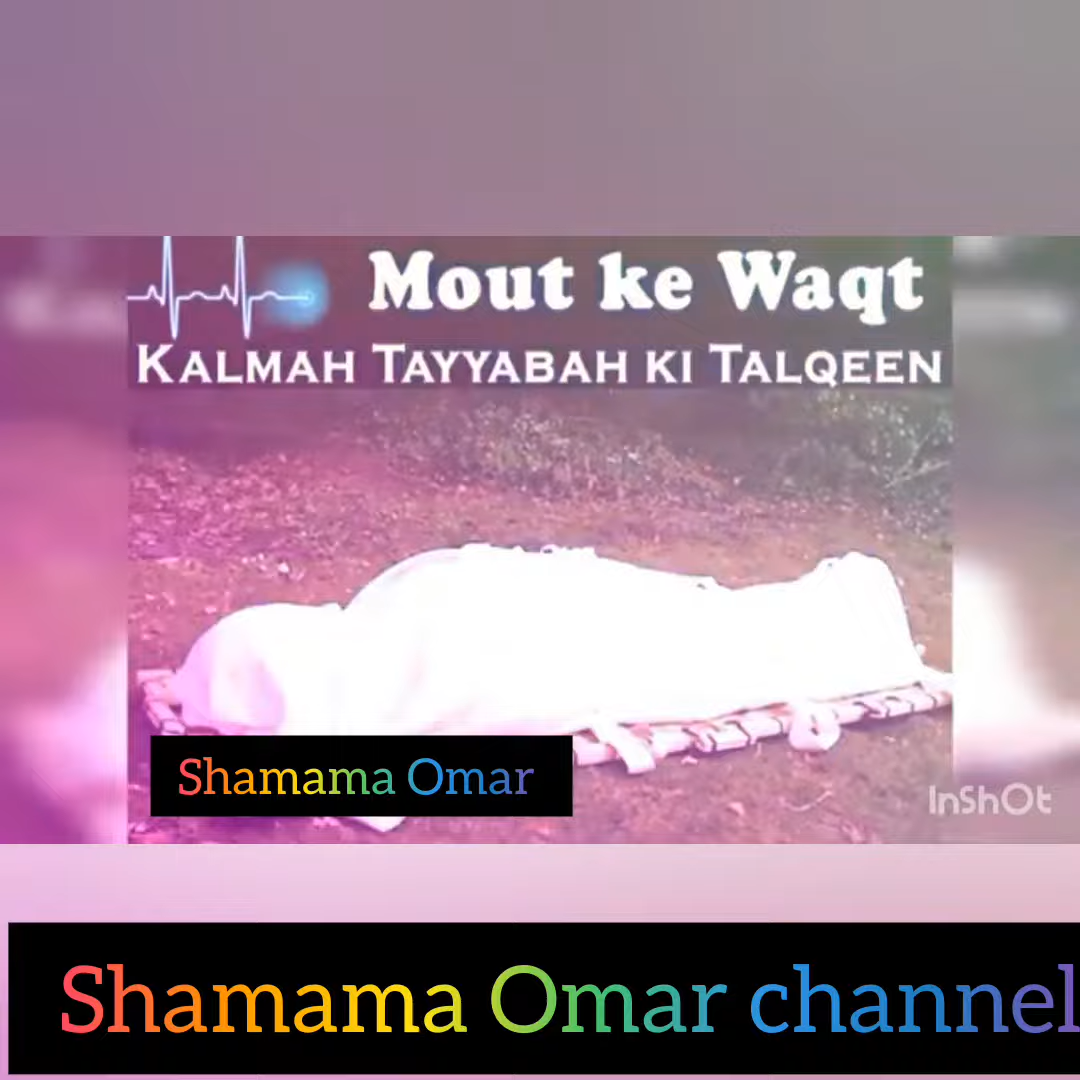 Mout ke Waqt
KALMAH TAYYABAH KI TALQEEN
Shamama Omar
InShOt
Shamama Omar channel